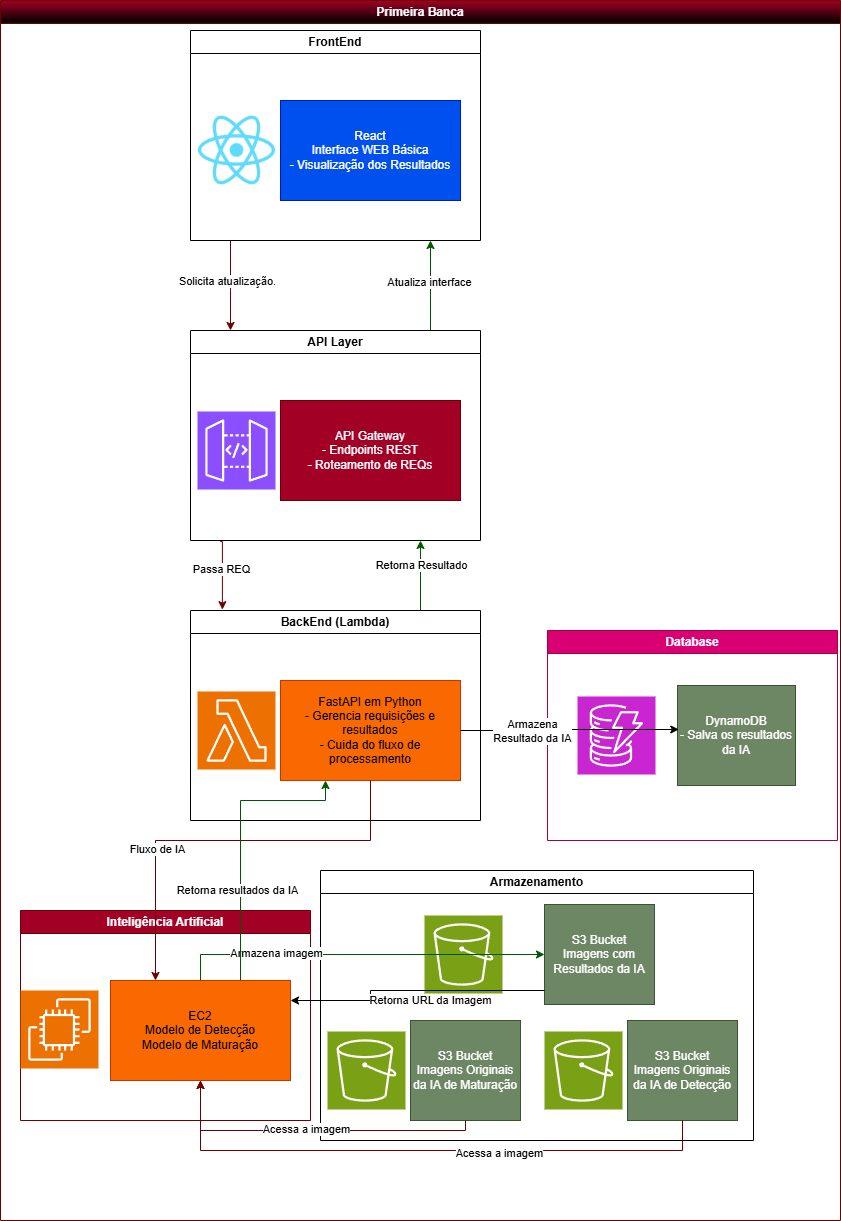 Primeira Banca
FrontEnd
React
Interface WEB Básica
- Visualização dos Resultados
Solicita atualização.
Atualiza interface
API Layer
API Gateway
- Endpoints REST
- Roteamento de REQs
</>
Passa REQ
Retorna Resultado
BackEnd (Lambda)
FastAPI em Python
- Gerencia requisições e
resultados
- Cuida do fluxo de
processamento
Armazena
Resultado da IA
Database
DynamoDB
- Salva os resultados
da IA
Fluxo de IA
Retorna resultados da IA
Inteligência Artificial
EC2
Modelo de Detecção
Modelo de Maturação
Armazenamento
Armazena imagem
S3 Bucket
Imagens com
Resultados da IA
Retorna URL da Imagem
S3 Bucket
Imagens Originais
da IA de Maturação
S3 Bucket
Imagens Originais
da IA de Detecção
Acessa a imagem
Acessa a imagem